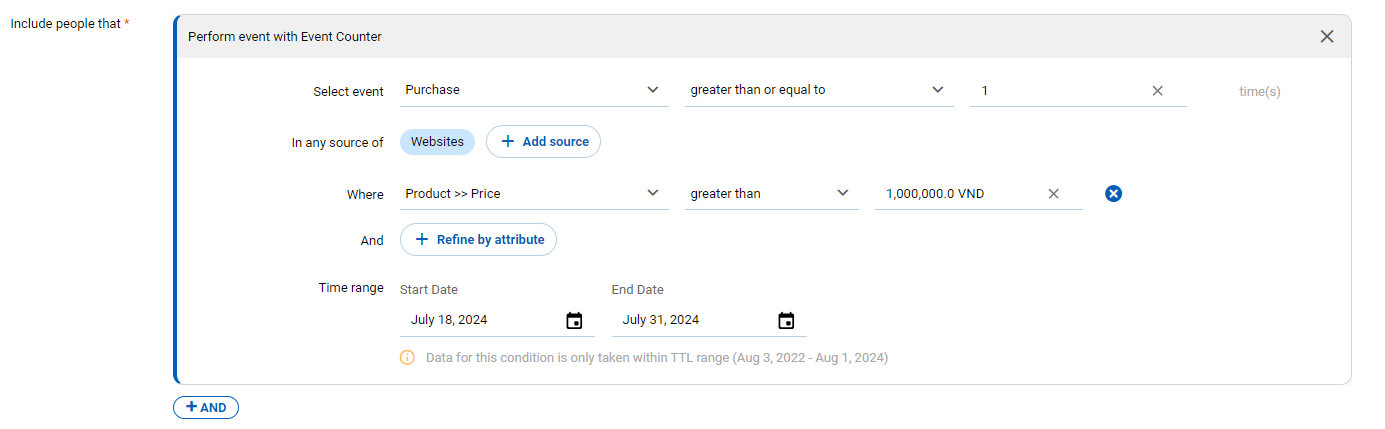 Include people that *
Perform event with Event Counter
Select event Purchase greater than or equal to 1 time(s)
In any source of Websites + Add source
Where Product >> Price greater than 1,000,000.0 VND
And + Refine by attribute
Time range Start Date End Date
July 18, 2024 July 31, 2024
Data for this condition is only taken within TTL range (Aug 3, 2022 - Aug 1, 2024)
+ AND